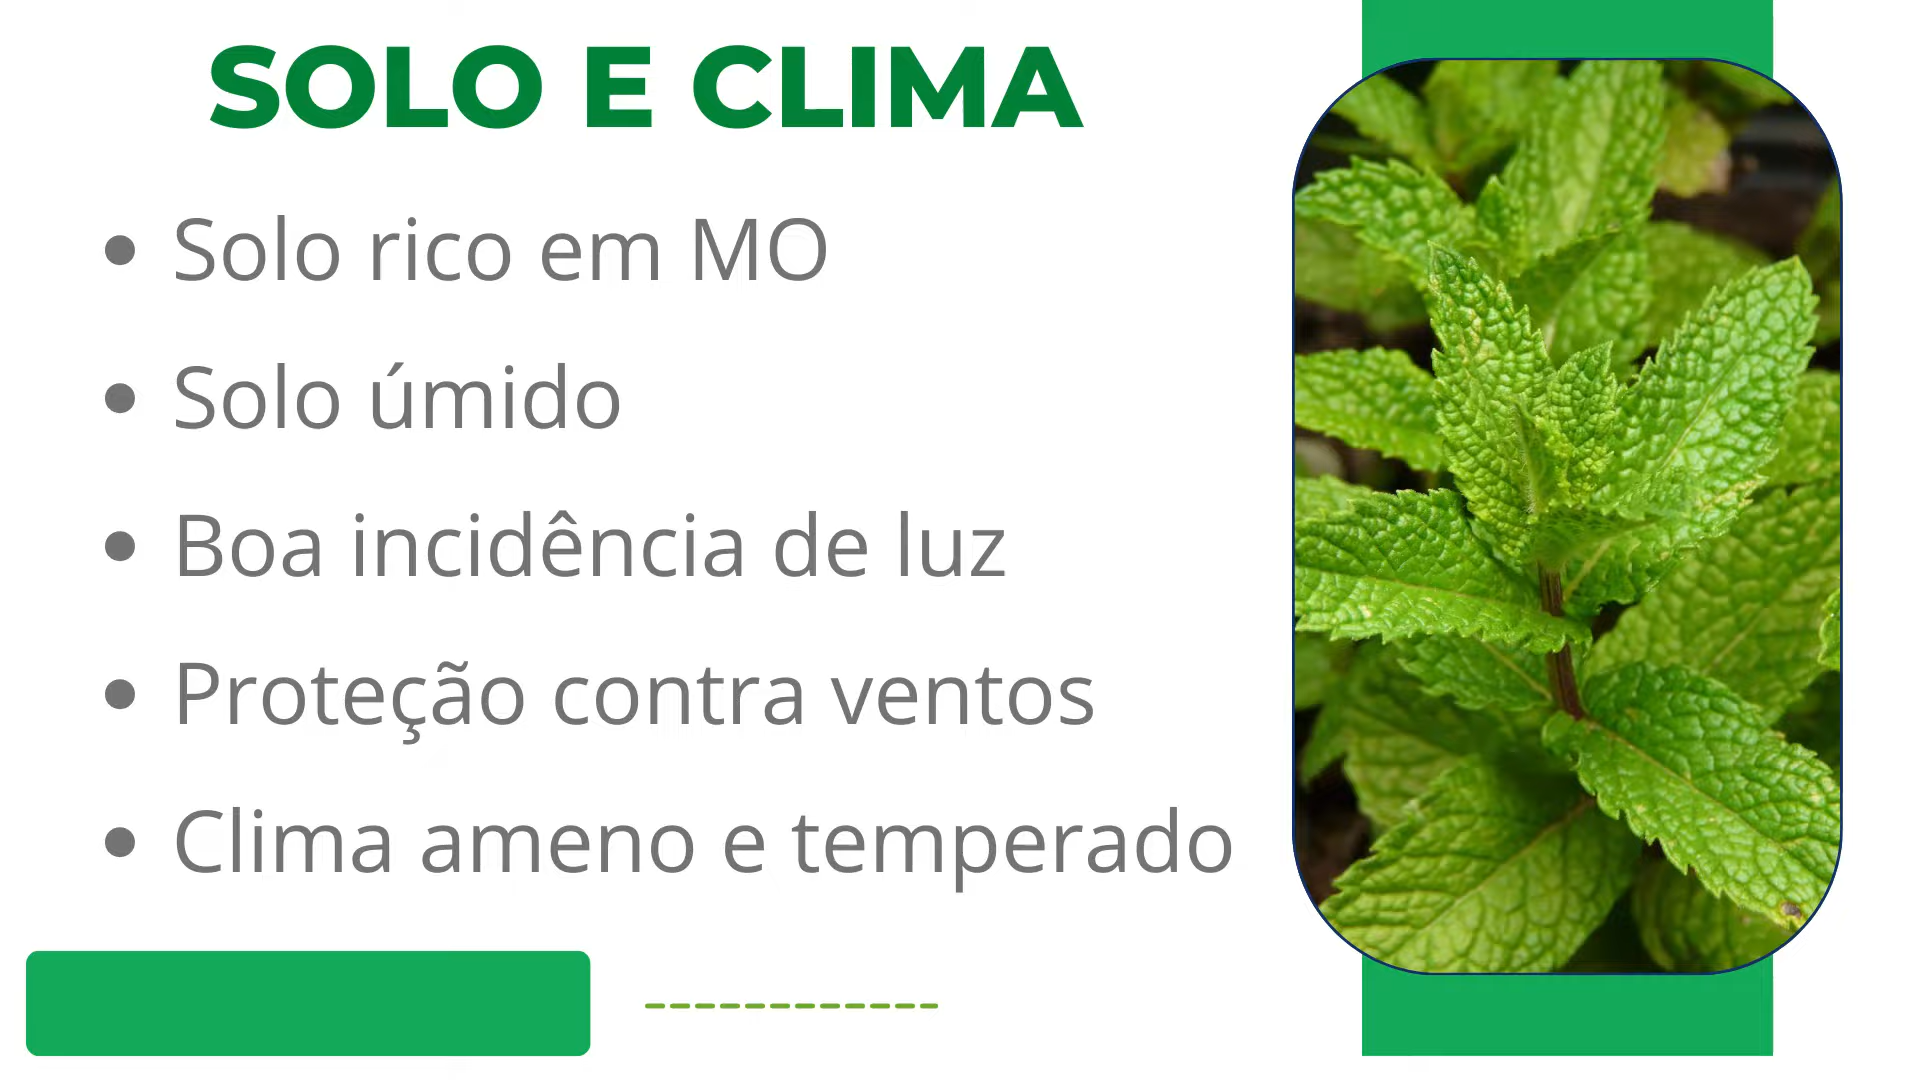 SOLO E CLIMA
• Solo rico em MO
• Solo úmido
• Boa incidência de luz
• Proteção contra ventos
• Clima ameno e temperado